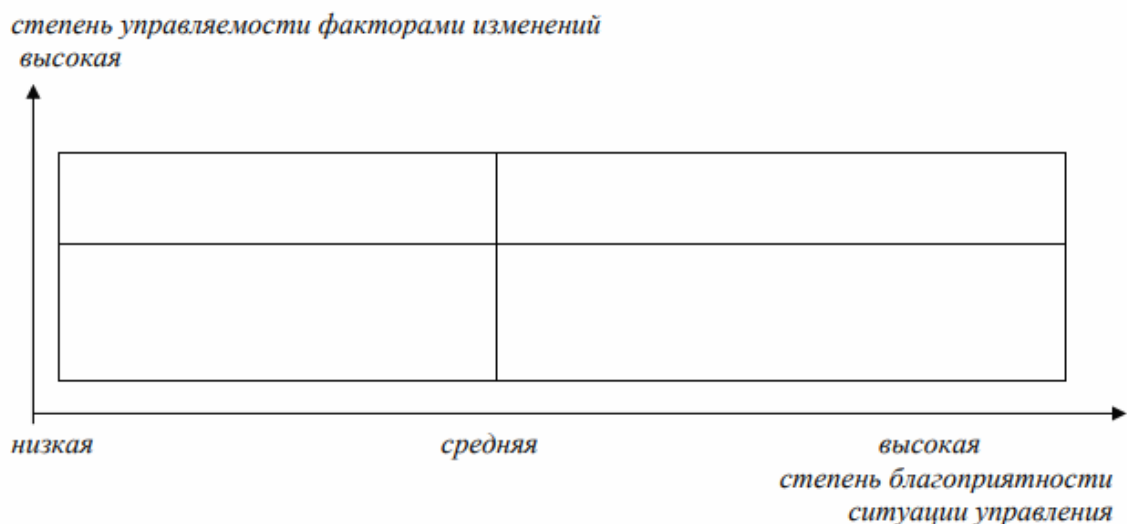 степень управляемости факторами изменений
высокая
низкая средняя высокая
степень благоприятности
ситуации управления